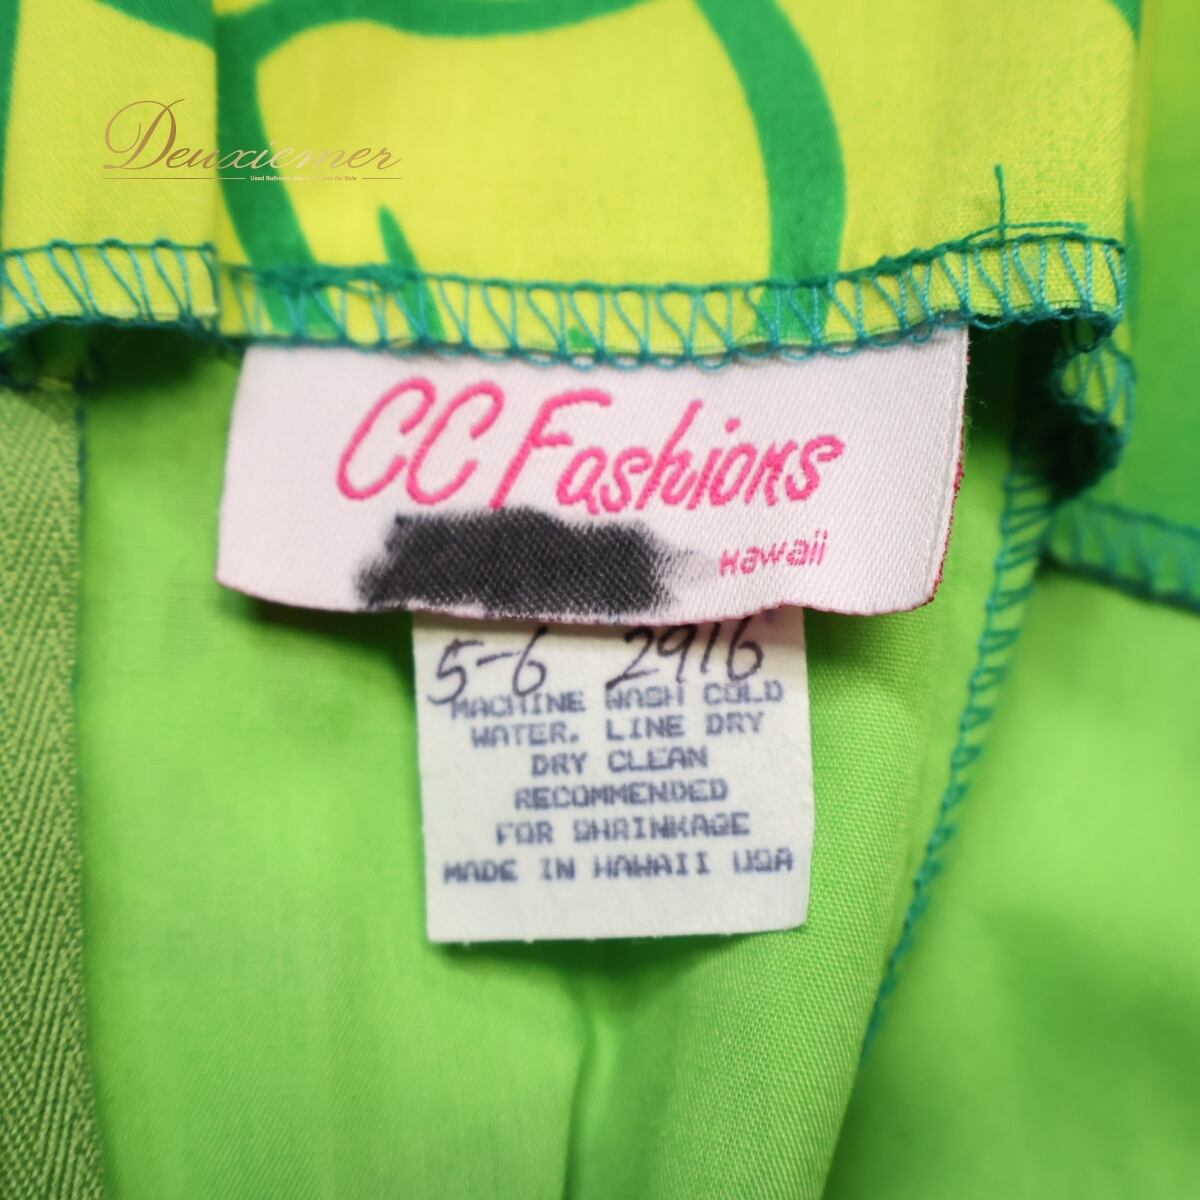 Deuxiemer
CC Fashions
Hawaii
5-6 2916
MACHINE WASH COLD
WATER. LINE DRY
DRY CLEAN
RECOMMENDED
FOR SHRINKAGE
MADE IN HAWAII USA